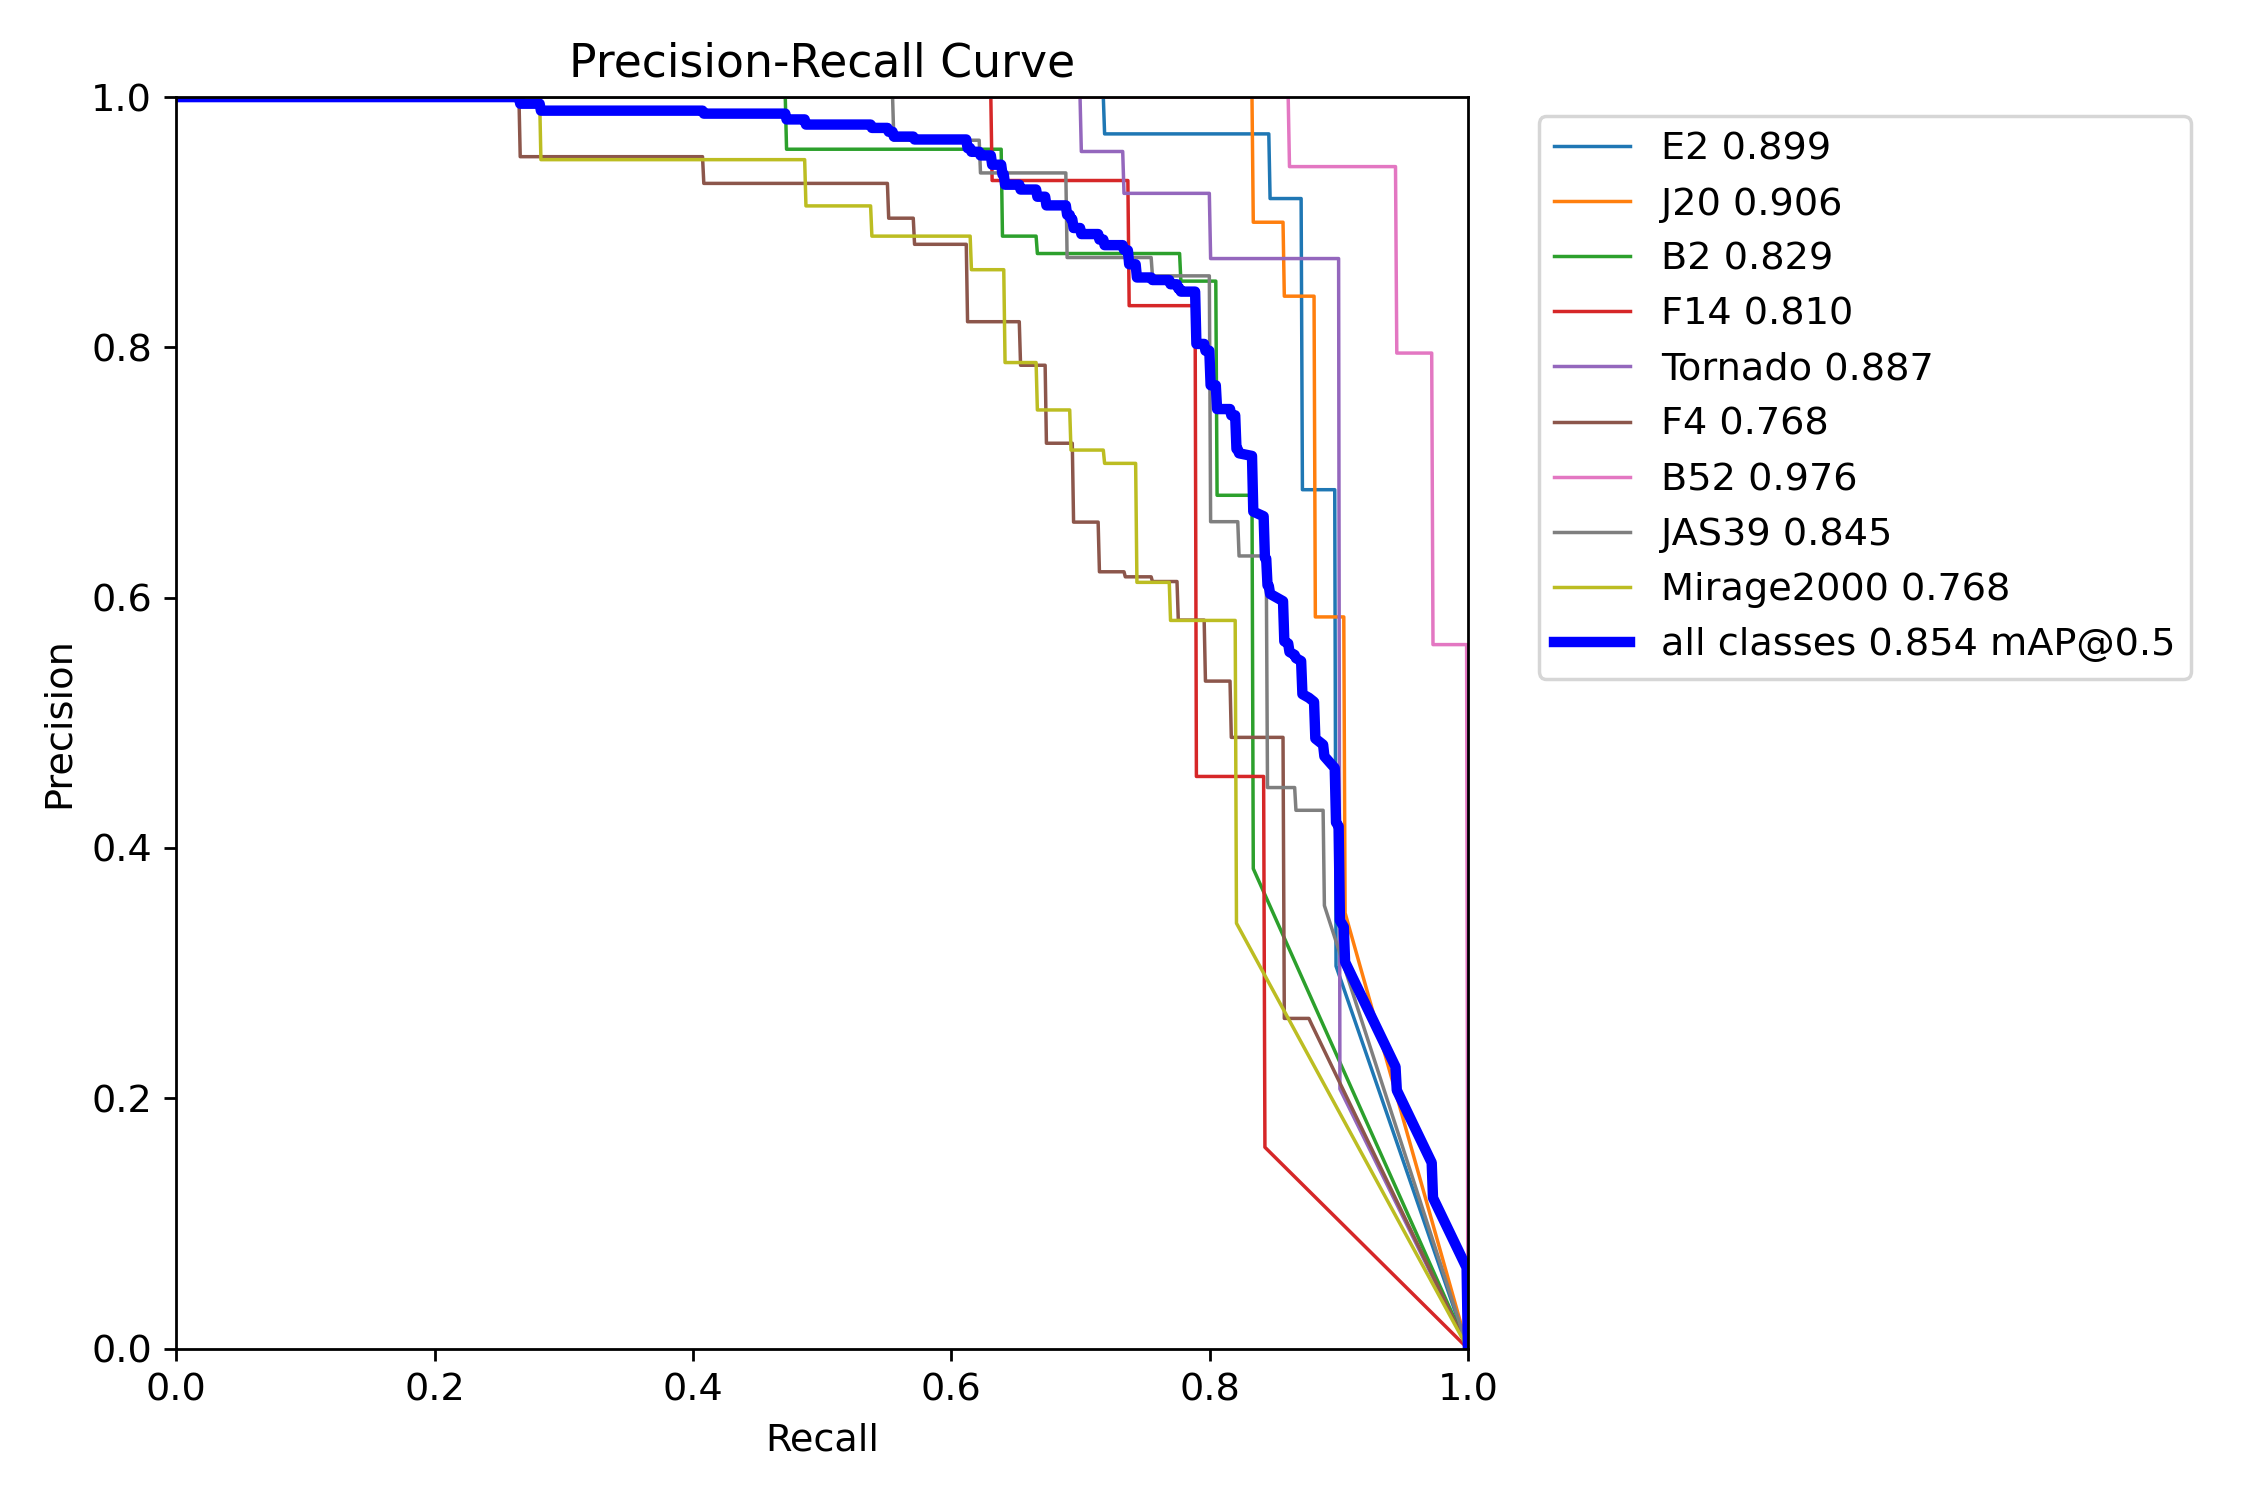 Precision-Recall Curve
1.0
0.8
0.6
0.4
0.2
0.0
Precision
0.0 0.2 0.4 0.6 0.8 1.0
Recall
E2 0.899
J20 0.906
B2 0.829
F14 0.810
Tornado 0.887
F4 0.768
B52 0.976
JAS39 0.845
Mirage2000 0.768
all classes 0.854 mAP@0.5